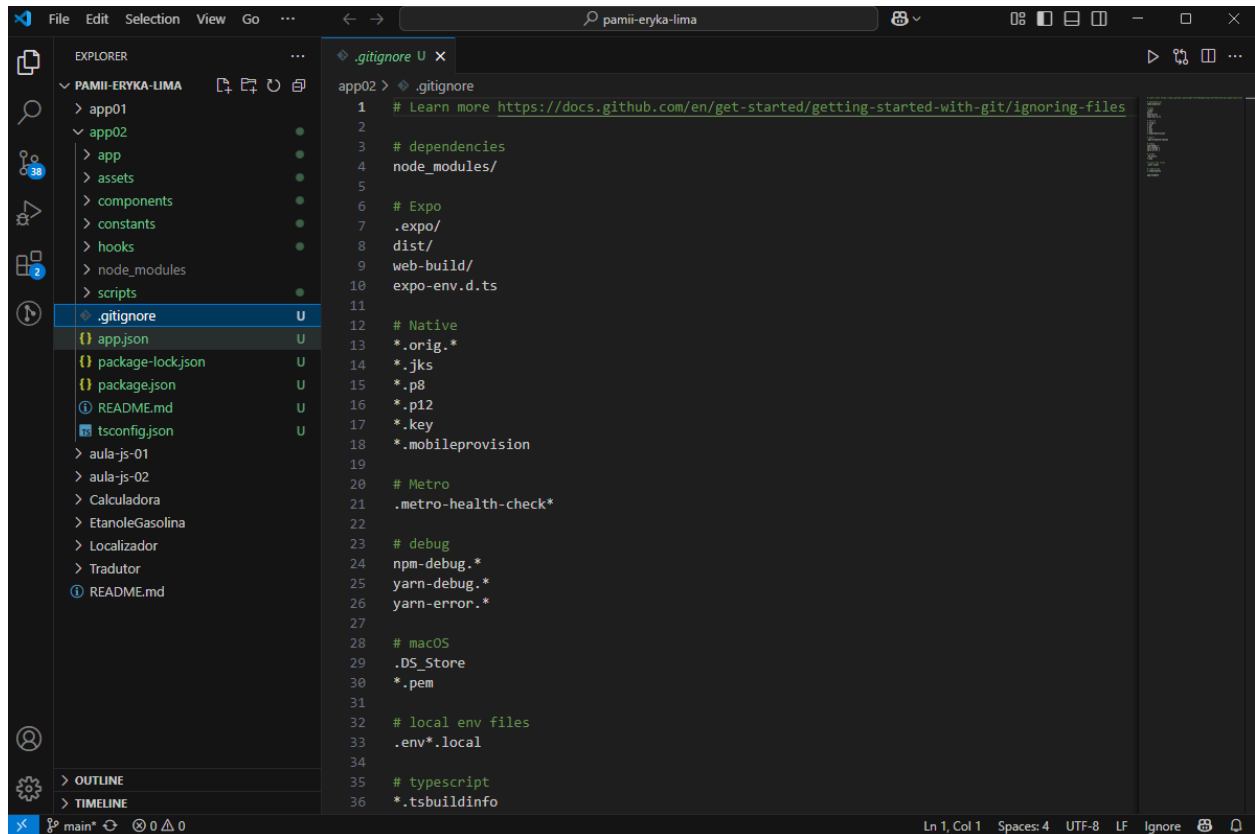 File Edit Selection View Go ··· pamii-eryka-lima
EXPLORER ···
PAMII-ERYKA-LIMA
app01
app02
app
assets
components
constants
hooks
node_modules
scripts
.gitignore U
app.json U
package-lock.json U
package.json U
README.md U
TS tsconfig.json U
aula-js-01
aula-js-02
Calculadora
EtanoleGasolina
Localizador
Tradutor
README.md
OUTLINE
TIMELINE
38
2
.gitignore U
app02 > .gitignore
1 # Learn more https://docs.github.com/en/get-started/getting-started-with-git/ignoring-files
2
3 # dependencies
4 node_modules/
5
6 # Expo
7 .expo/
8 dist/
9 web-build/
10 expo-env.d.ts
11
12 # Native
13 *.orig.*
14 *.jks
15 *.p8
16 *.p12
17 *.key
18 *.mobileprovision
19
20 # Metro
21 .metro-health-check*
22
23 # debug
24 npm-debug.*
25 yarn-debug.*
26 yarn-error.*
27
28 # macOS
29 .DS_Store
30 *.pem
31
32 # local env files
33 .env*.local
34
35 # typescript
36 *.tsbuildinfo
main* 0 0 Ln 1, Col 1 Spaces: 4 UTF-8 LF Ignore